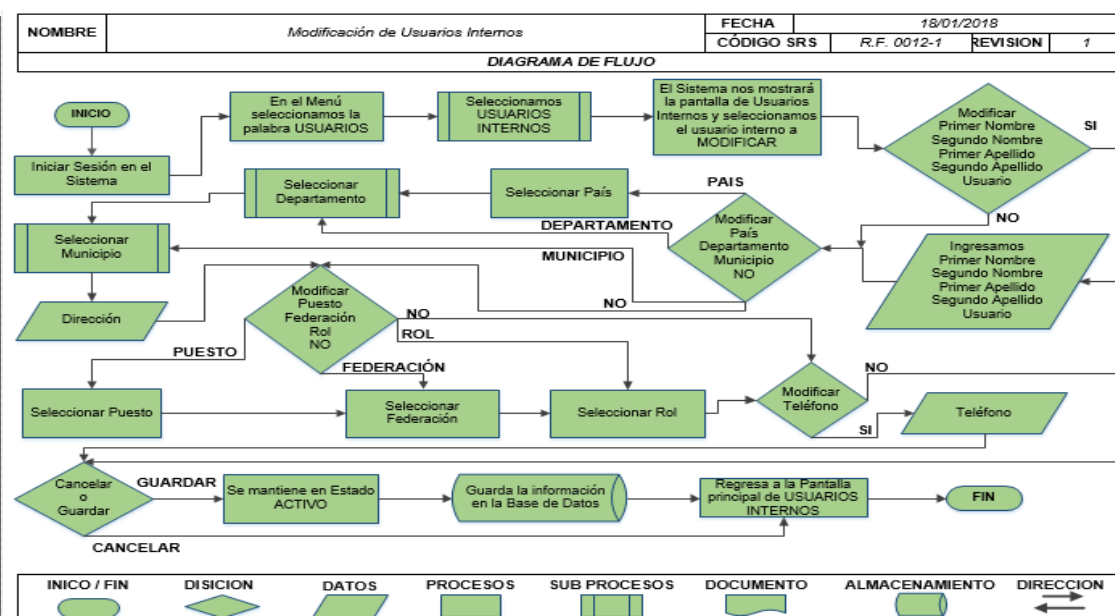 NOMBRE
Modificación de Usuarios Internos
FECHA
18/01/2018
CÓDIGO SRS
R.F. 0012-1
REVISION
1
DIAGRAMA DE FLUJO
INICIO
Iniciar Sesión en el
Sistema
En el Menú
seleccionamos la
palabra USUARIOS
Seleccionamos
USUARIOS
INTERNOS
El Sistema nos mostrará
la pantalla de Usuarios
Internos y seleccionamos
el usuario interno a
MODIFICAR
Modificar
Primer Nombre
Segundo Nombre
Primer Apellido
Segundo Apellido
Usuario
SI
NO
Ingresamos
Primer Nombre
Segundo Nombre
Primer Apellido
Segundo Apellido
Usuario
Modificar
País
Departamento
Municipio
NO
PAIS
DEPARTAMENTO
MUNICIPIO
NO
Seleccionar País
Seleccionar
Departamento
Seleccionar
Municipio
Dirección
Modificar
Puesto
Federación
Rol
NO
NO
ROL
PUESTO
FEDERACIÓN
Seleccionar Puesto
Seleccionar
Federación
Seleccionar Rol
Modificar
Teléfono
NO
SI
Teléfono
Cancelar
o
Guardar
GUARDAR
CANCELAR
Se mantiene en Estado
ACTIVO
Guarda la información
en la Base de Datos
Regresa a la Pantalla
principal de USUARIOS
INTERNOS
FIN
INICO / FIN
DISICION
DATOS
PROCESOS
SUB PROCESOS
DOCUMENTO
ALMACENAMIENTO
DIRECCION